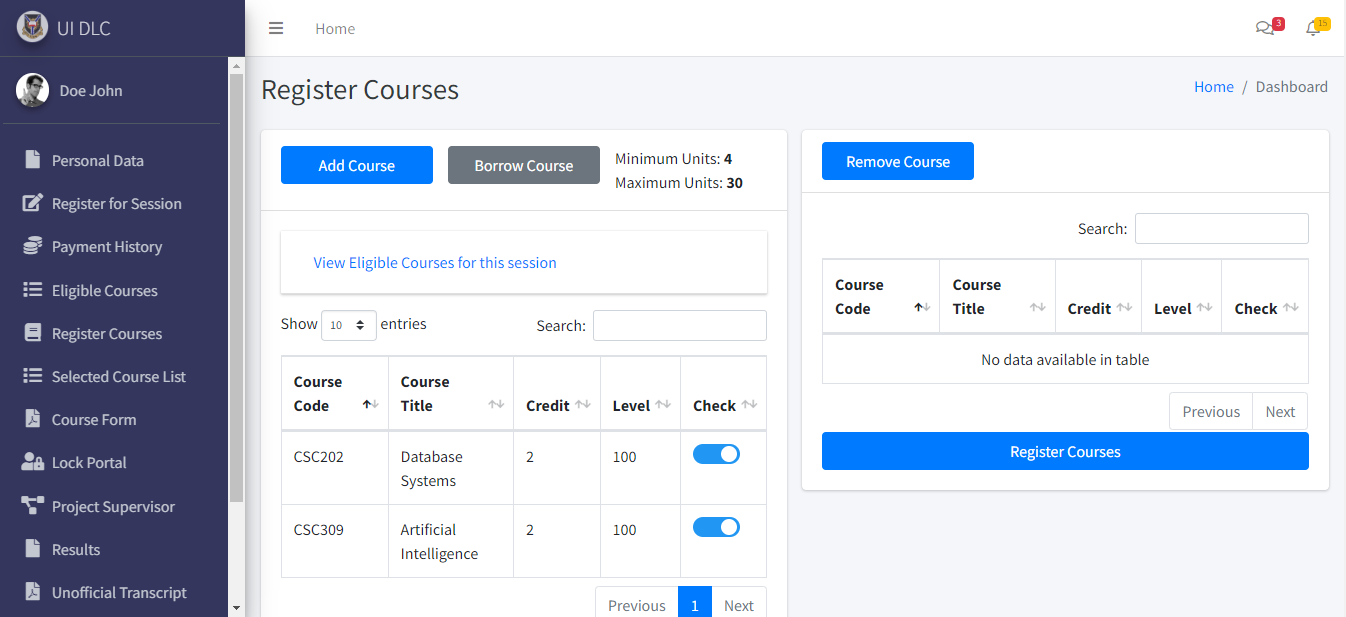 UI DLC
Home
3
15
Doe John
Register Courses
Home / Dashboard
Personal Data
Register for Session
Payment History
Eligible Courses
Register Courses
Selected Course List
Course Form
Lock Portal
Project Supervisor
Results
Unofficial Transcript
Add Course
Borrow Course
Minimum Units: 4
Maximum Units: 30
View Eligible Courses for this session
Show 10 entries
Search:
Course Code
Course Title
Credit
Level
Check
CSC202
Database
Systems
2
100
CSC309
Artificial
Intelligence
2
100
Previous
1
Next
Remove Course
Search:
Course Code
Course Title
Credit
Level
Check
No data available in table
Previous
Next
Register Courses